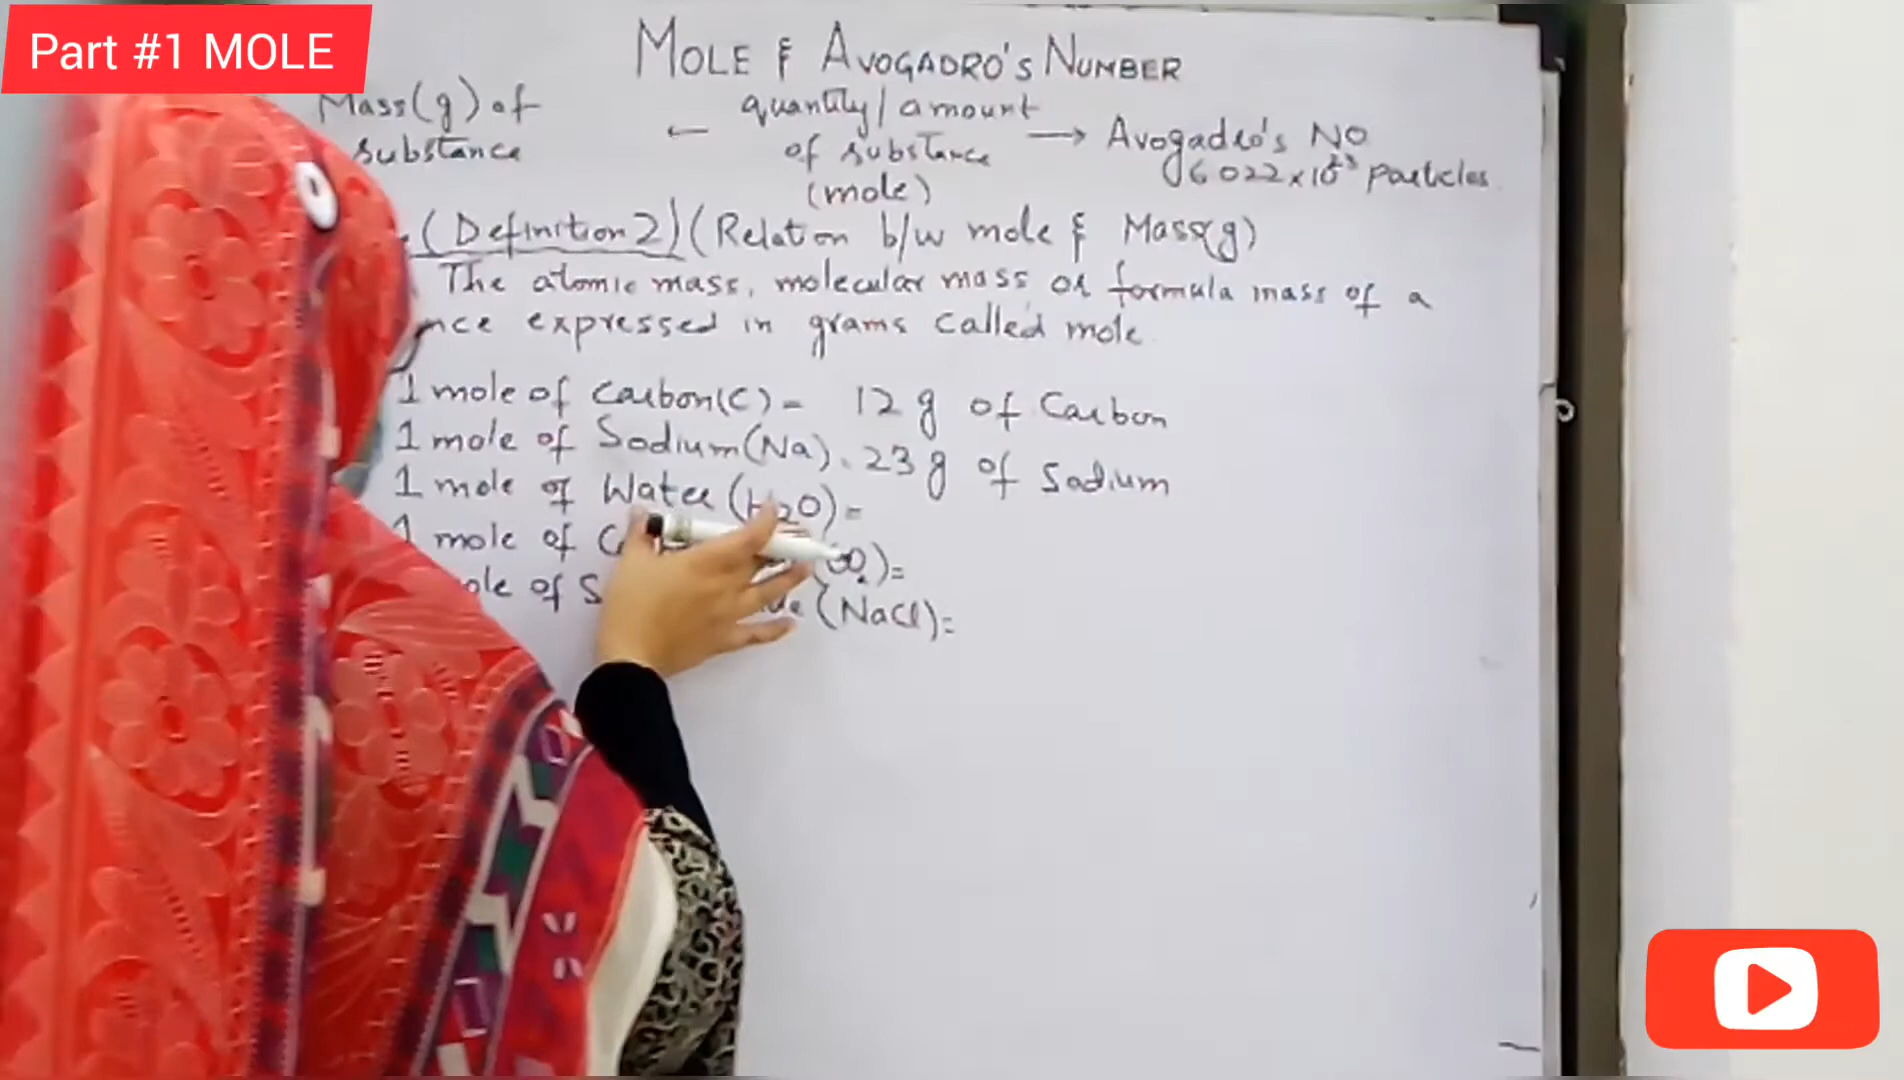 Part #1 MOLE
MOLE & AVOGADRO'S NUMBER
Mass(g) of substance
← quantity/amount of substance (mole) →
Avogadro's NO 6.022x10²³ particles
(Definition 2) (Relation b/w mole & Mass(g)
The atomic mass, molecular mass or formula mass of a
nce expressed in grams called mole.
1 mole of Carbon(C) = 12 g of Carbon
1 mole of Sodium(Na) = 23 g of Sodium
1 mole of Water (H2O) =
1 mole of C O₂) =
ole of S de (NaCl) =